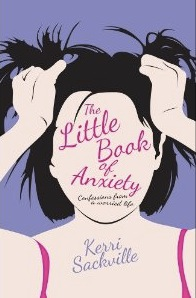 The
Little
Book
of
Anxiety
Confessions from
a worried life
Kerri
Sackville